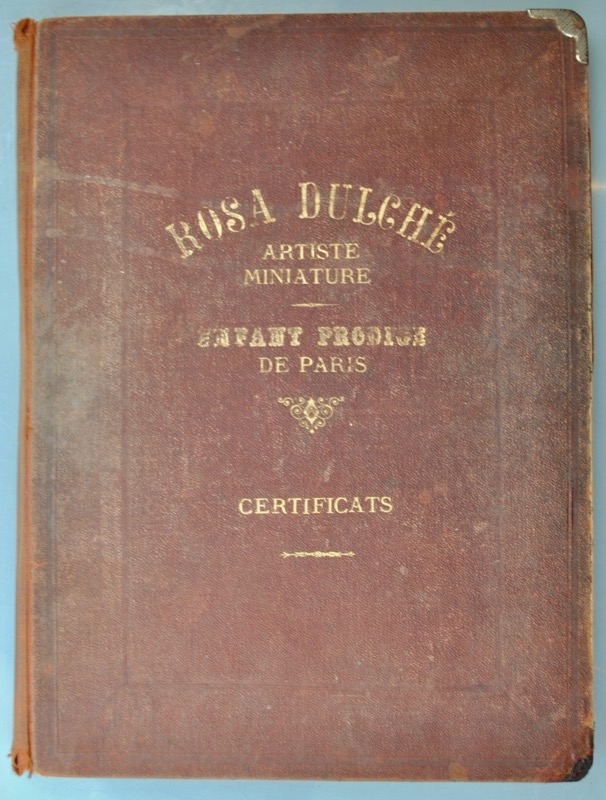 ROSA DULCHÉ
ARTISTE
MINIATURE
ENFANT PRODIGE
DE PARIS
CERTIFICATS